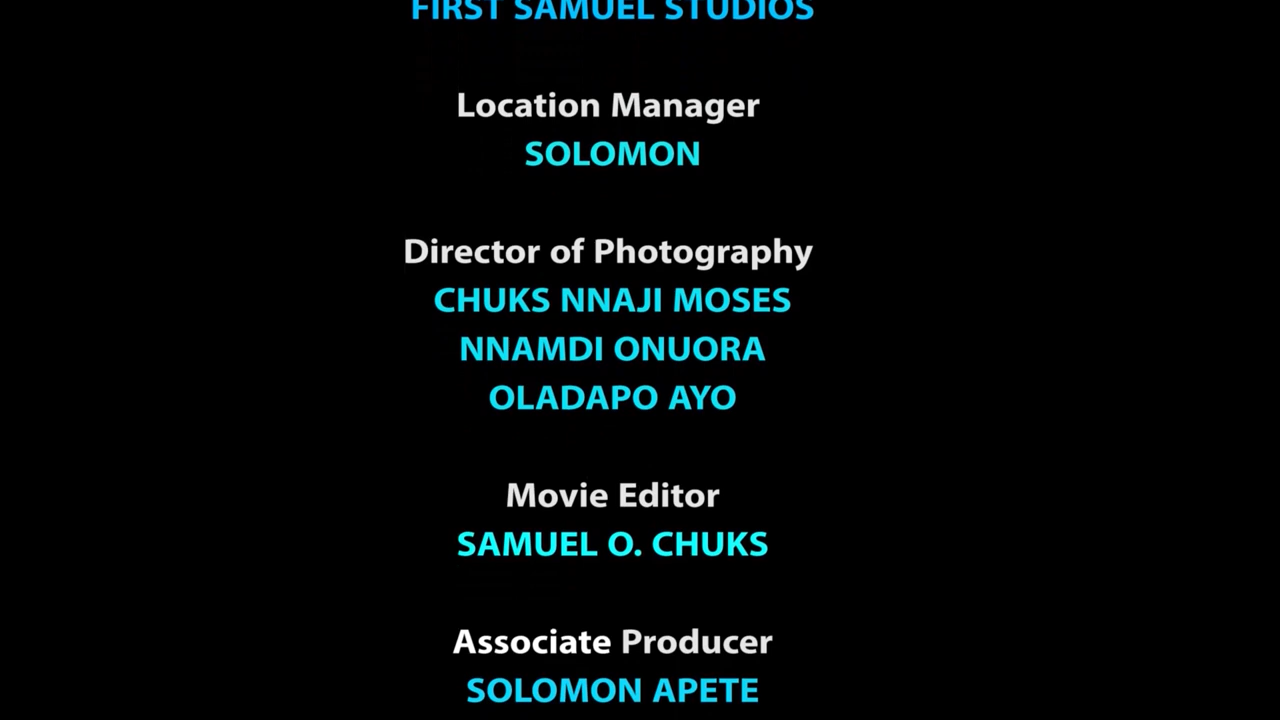 FIRST SAMUEL STUDIOS
Location Manager
SOLOMON
Director of Photography
CHUKS NNAJI MOSES
NNAMDI ONUORA
OLADAPO AYO
Movie Editor
SAMUEL O. CHUKS
Associate Producer
SOLOMON APETE